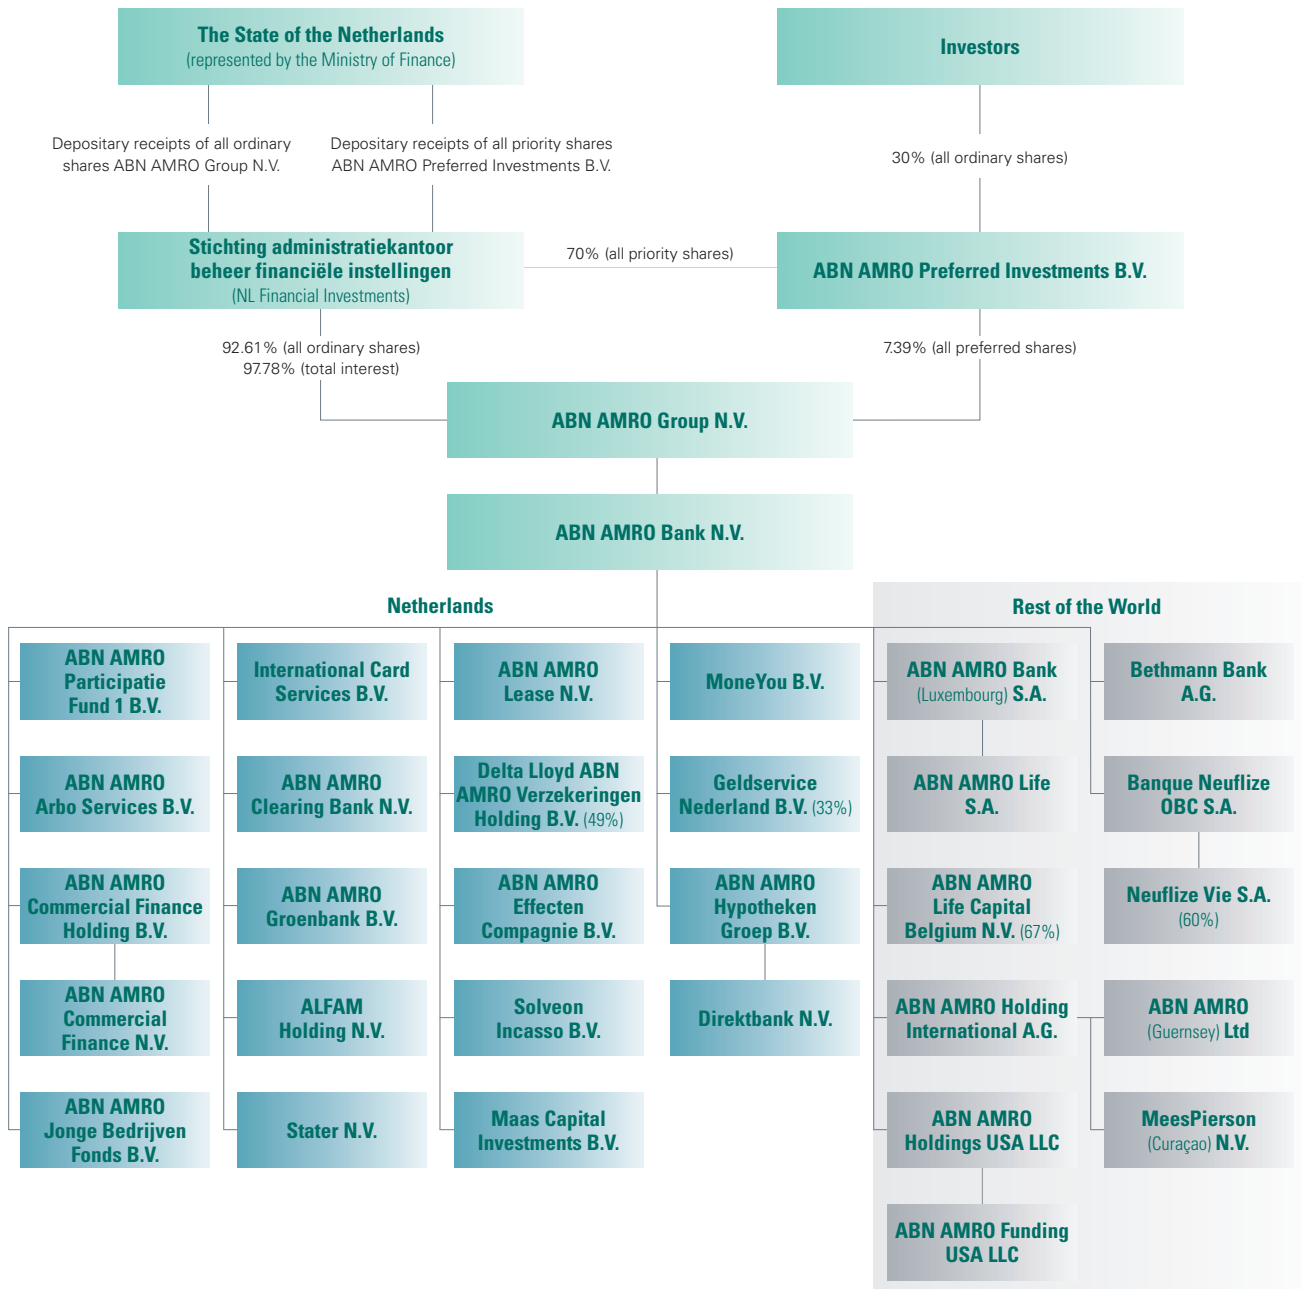 The State of the Netherlands
(represented by the Ministry of Finance)
Investors
Depositary receipts of all ordinary
shares ABN AMRO Group N.V.
Depositary receipts of all priority shares
ABN AMRO Preferred Investments B.V.
30% (all ordinary shares)
Stichting administratiekantoor
beheer financiële instellingen
(NL Financial Investments)
70% (all priority shares)
ABN AMRO Preferred Investments B.V.
92.61% (all ordinary shares)
97.78% (total interest)
7.39% (all preferred shares)
ABN AMRO Group N.V.
ABN AMRO Bank N.V.
Netherlands
Rest of the World
ABN AMRO
Participatie
Fund 1 B.V.
International Card
Services B.V.
ABN AMRO
Lease N.V.
MoneYou B.V.
ABN AMRO Bank
(Luxembourg) S.A.
Bethmann Bank
A.G.
ABN AMRO
Arbo Services B.V.
ABN AMRO
Clearing Bank N.V.
Delta Lloyd ABN
AMRO Verzekeringen
Holding B.V. (49%)
Geldservice
Nederland B.V. (33%)
ABN AMRO Life
S.A.
Banque Neuflize
OBC S.A.
ABN AMRO
Commercial Finance
Holding B.V.
ABN AMRO
Groenbank B.V.
ABN AMRO
Effecten
Compagnie B.V.
ABN AMRO
Hypotheken
Groep B.V.
ABN AMRO
Life Capital
Belgium N.V. (67%)
Neuflize Vie S.A.
(60%)
ABN AMRO
Commercial
Finance N.V.
ALFAM
Holding N.V.
Solveon
Incasso B.V.
Direktbank N.V.
ABN AMRO Holding
International A.G.
ABN AMRO
(Guernsey) Ltd
ABN AMRO
Jonge Bedrijven
Fonds B.V.
Stater N.V.
Maas Capital
Investments B.V.
ABN AMRO
Holdings USA LLC
MeesPierson
(Curaçao) N.V.
ABN AMRO Funding
USA LLC